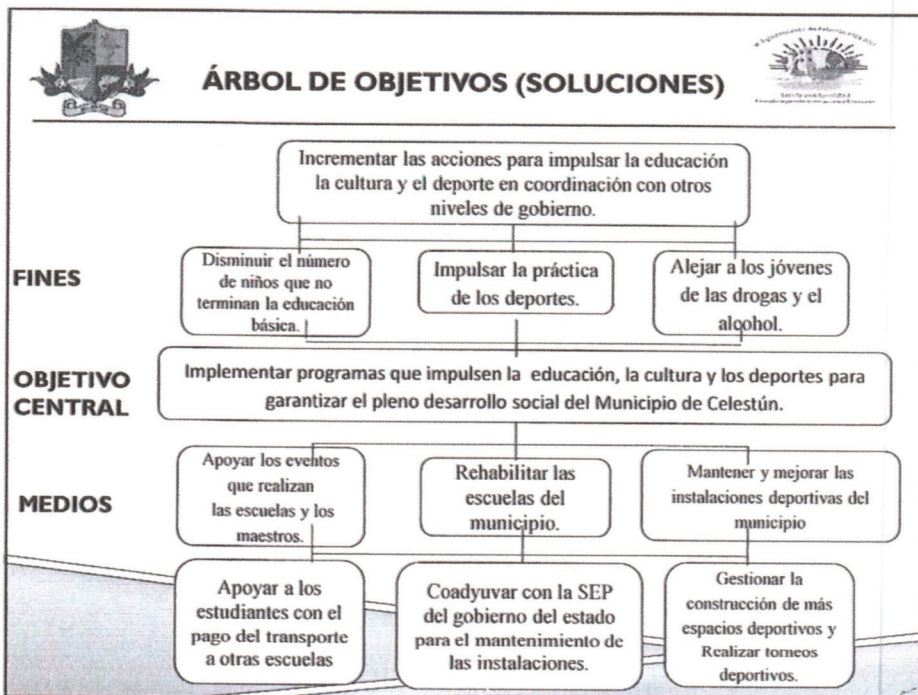 ÁRBOL DE OBJETIVOS (SOLUCIONES)
Incrementar las acciones para impulsar la educación
la cultura y el deporte en coordinación con otros
niveles de gobierno.
FINES
Disminuir el número
de niños que no
terminan la educación
básica.
Impulsar la práctica
de los deportes.
Alejar a los jóvenes
de las drogas y el
alcohol.
OBJETIVO
CENTRAL
Implementar programas que impulsen la educación, la cultura y los deportes para
garantizar el pleno desarrollo social del Municipio de Celestún.
MEDIOS
Apoyar los eventos
que realizan
las escuelas y los
maestros.
Rehabilitar las
escuelas del
municipio.
Mantener y mejorar las
instalaciones deportivas del
municipio
Apoyar a los
estudiantes con el
pago del transporte
a otras escuelas
Coadyuvar con la SEP
del gobierno del estado
para el mantenimiento de
las instalaciones.
Gestionar la
construcción de más
espacios deportivos y
Realizar torneos
deportivos.